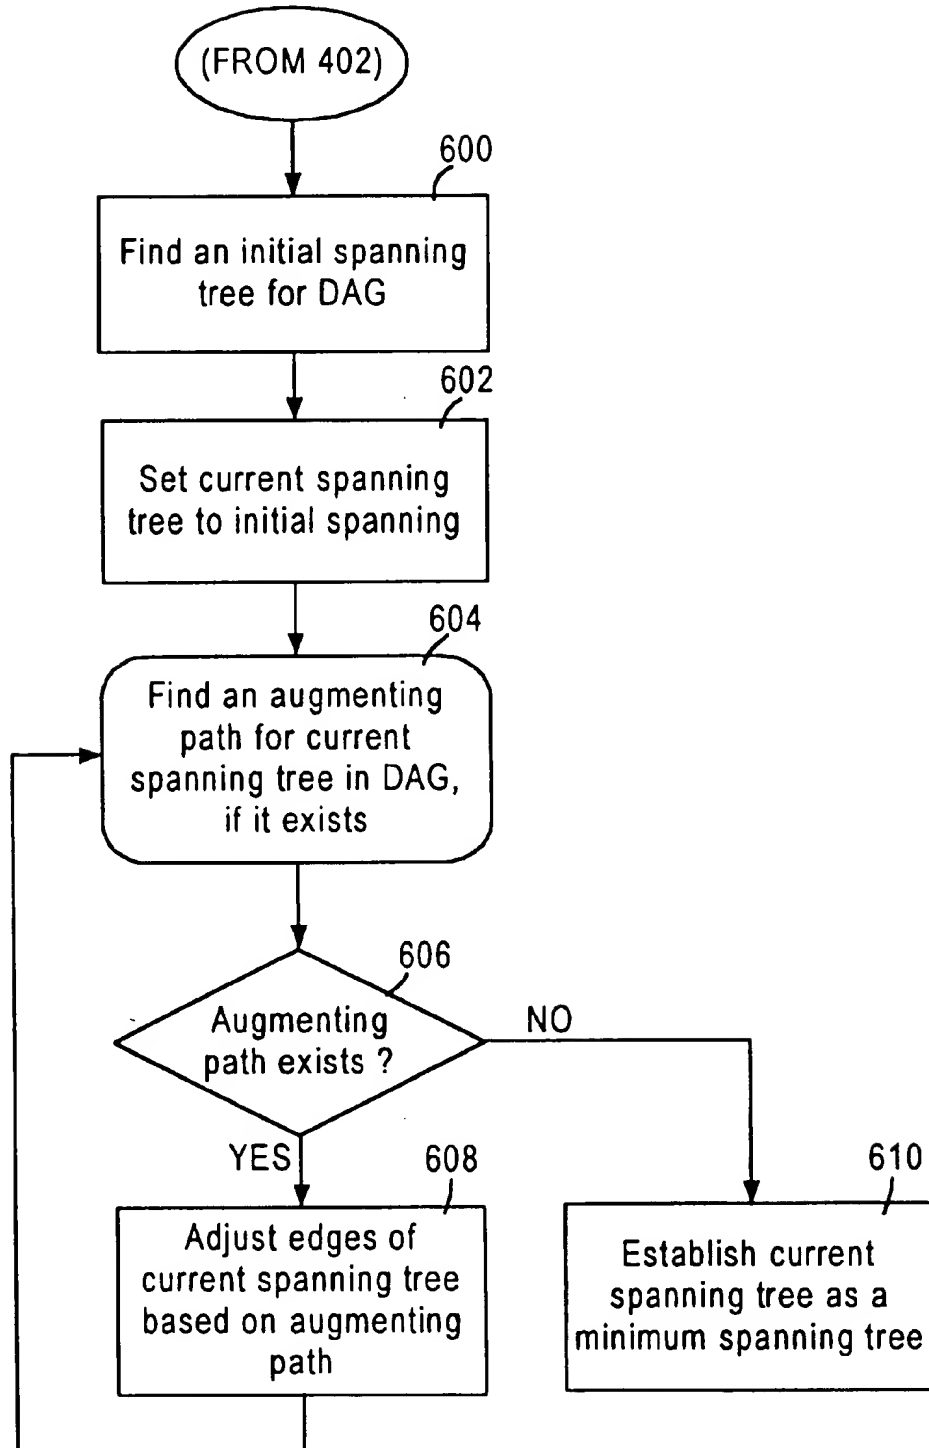 (FROM 402)
600
Find an initial spanning
tree for DAG
602
Set current spanning
tree to initial spanning
604
Find an augmenting
path for current
spanning tree in DAG,
if it exists
606
Augmenting
path exists ?
NO
YES
608
Adjust edges of
current spanning tree
based on augmenting
path
610
Establish current
spanning tree as a
minimum spanning tree